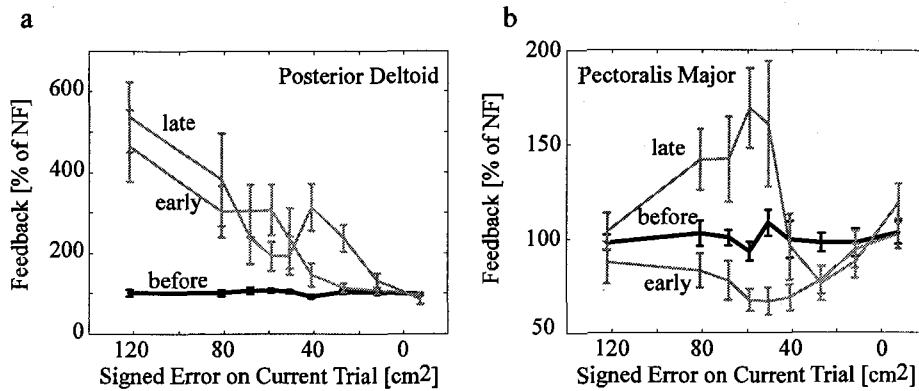 a
b
Feedback [% of NF]
600
400
200
0
Posterior Deltoid
late
early
before
120 80 40 0
Signed Error on Current Trial [cm2]
Feedback [% of NF]
200
150
100
50
Pectoralis Major
late
before
early
120 80 40 0
Signed Error on Current Trial [cm2]